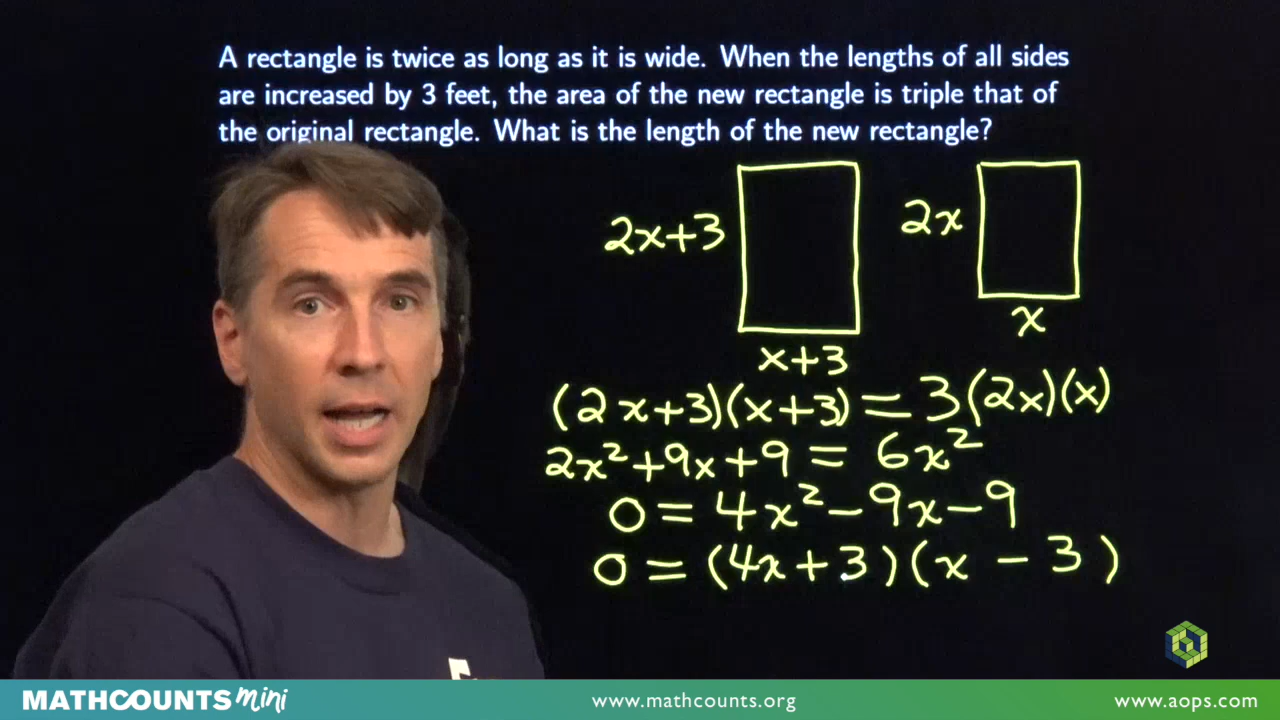 A rectangle is twice as long as it is wide. When the lengths of all sides
are increased by 3 feet, the area of the new rectangle is triple that of
the original rectangle. What is the length of the new rectangle?
2x+3
2x
x+3
x
(2x+3)(x+3) = 3(2x)(x)
2x²+9x+9 = 6x²
0 = 4x²-9x-9
0 = (4x+3)(x-3)
MATHCOUNTS mini
www.mathcounts.org
www.aops.com